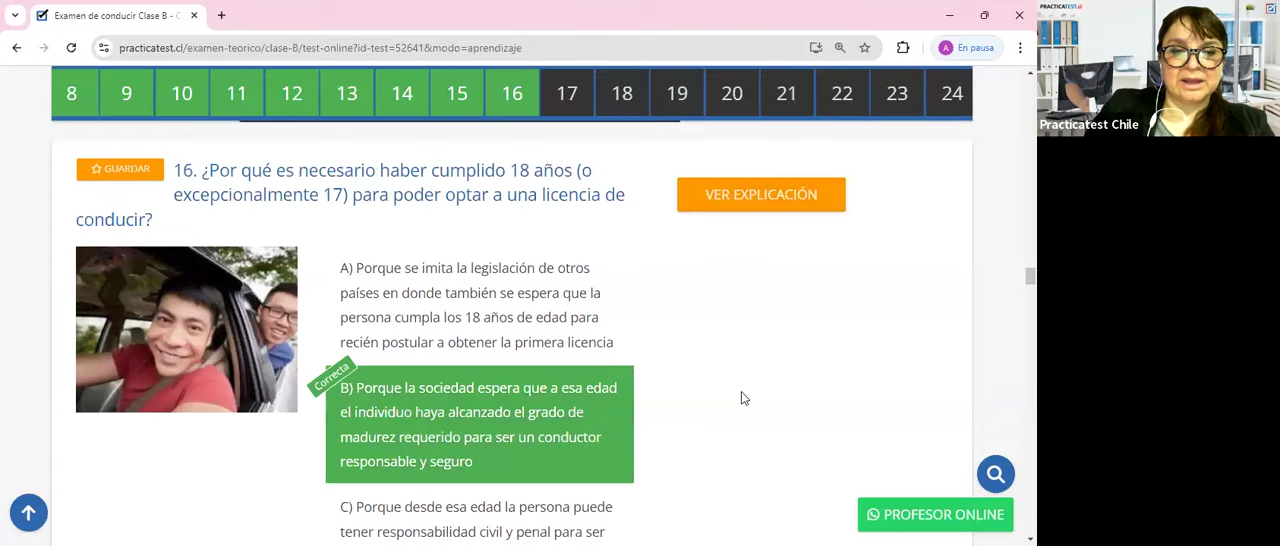 Examen de conducir Clase B - C
PRACTICATEST.CL
practicatest.cl/examen-teorico/clase-B/test-online?id-test=52641&modo=aprendizaje
A
En pausa
8 9 10 11 12 13 14 15 16 17 18 19 20 21 22 23 24
Practicatest Chile
GUARDAR
16. ¿Por qué es necesario haber cumplido 18 años (o
excepcionalmente 17) para poder optar a una licencia de
conducir?
VER EXPLICACIÓN
A) Porque se imita la legislación de otros
países en donde también se espera que la
persona cumpla los 18 años de edad para
recién postular a obtener la primera licencia
Correcta
B) Porque la sociedad espera que a esa edad
el individuo haya alcanzado el grado de
madurez requerido para ser un conductor
responsable y seguro
C) Porque desde esa edad la persona puede
tener responsabilidad civil y penal para ser
PROFESOR ONLINE